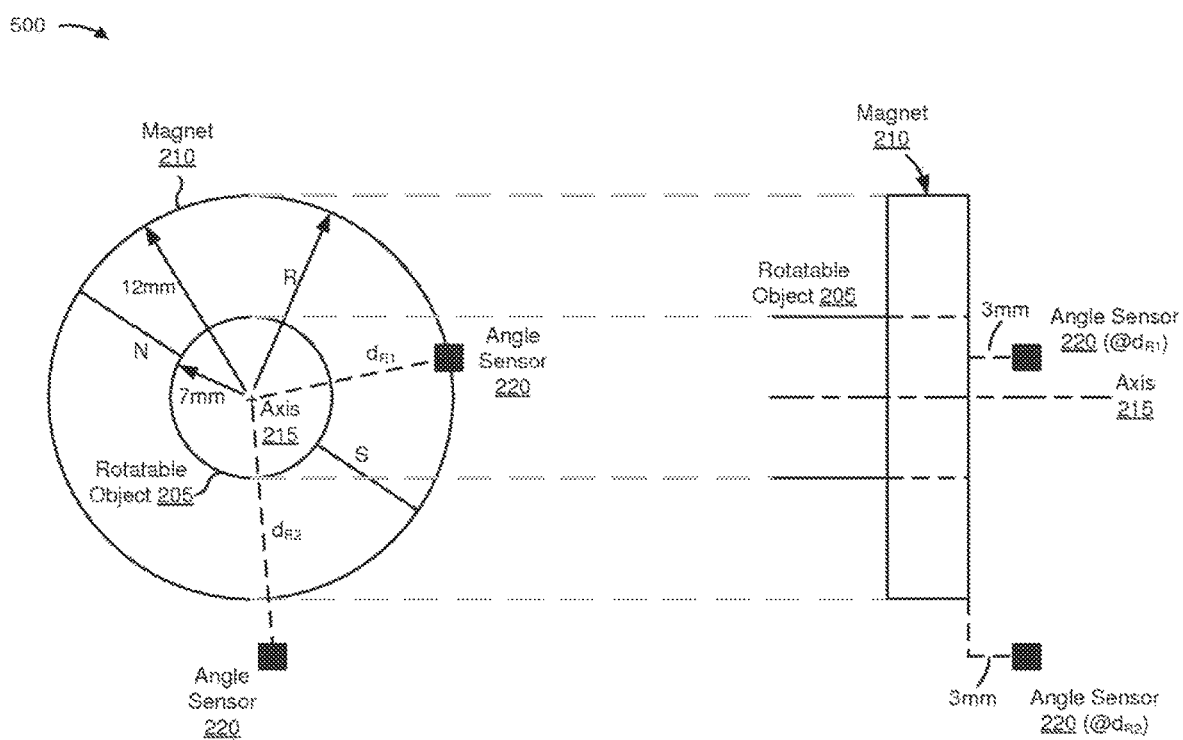 500
Magnet
210
12mm
R
N
7mm
Axis
215
S
Rotatable
Object 205
dR1
dR2
Angle
Sensor
220
Angle
Sensor
220
Magnet
210
Rotatable
Object 205
3mm
Angle Sensor
220 (@dR1)
Axis
215
3mm
Angle Sensor
220 (@dR2)